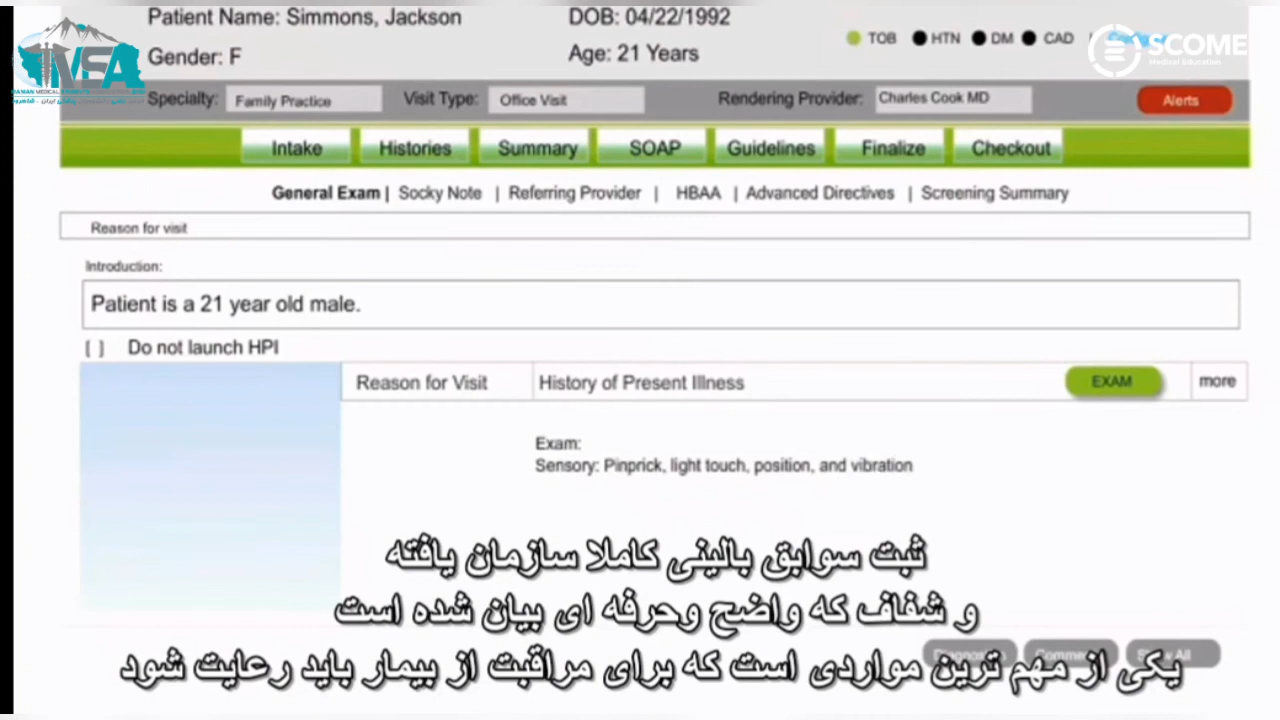 Patient Name: Simmons, Jackson
DOB: 04/22/1992
TOB HTN DM CAD
SCOME
Medical Education
IMSA
Gender: F
Age: 21 Years
Specialty: Family Practice
Visit Type: Office Visit
Rendering Provider: Charles Cook MD
Alerts
Intake
Histories
Summary
SOAP
Guidelines
Finalize
Checkout
General Exam | Socky Note | Referring Provider | HBAA | Advanced Directives | Screening Summary
Reason for visit
Introduction:
Patient is a 21 year old male.
[ ] Do not launch HPI
Reason for Visit
History of Present Illness
EXAM
more
Exam:
Sensory: Pinprick, light touch, position, and vibration
ثبت سوابق بالینی کاملا سازمان یافته
و شفاف که واضح وحرفه ای بیان شده است
یکی از مهم ترین مواردی است که برای مراقبت از بیمار باید رعایت شود